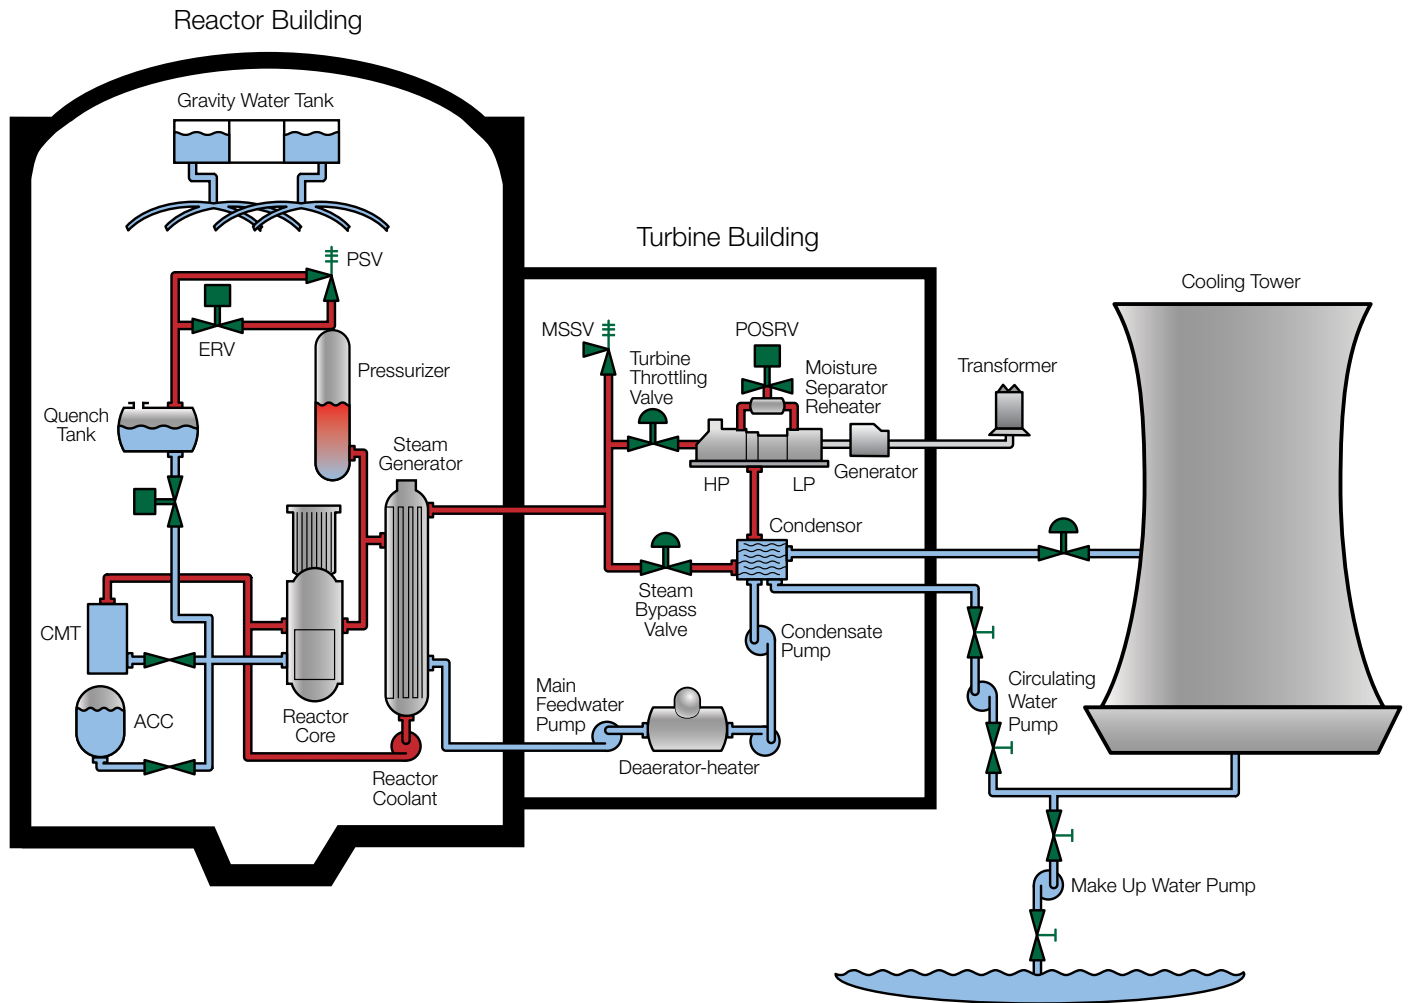 Reactor Building
Gravity Water Tank
PSV
ERV
Pressurizer
Quench
Tank
Steam
Generator
CMT
ACC
Reactor
Core
Reactor
Coolant
Turbine Building
MSSV
POSRV
Turbine
Throttling
Valve
Moisture
Separator
Reheater
Transformer
Generator
HP
LP
Condensor
Steam
Bypass
Valve
Condensate
Pump
Main
Feedwater
Pump
Deaerator-heater
Cooling Tower
Circulating
Water
Pump
Make Up Water Pump